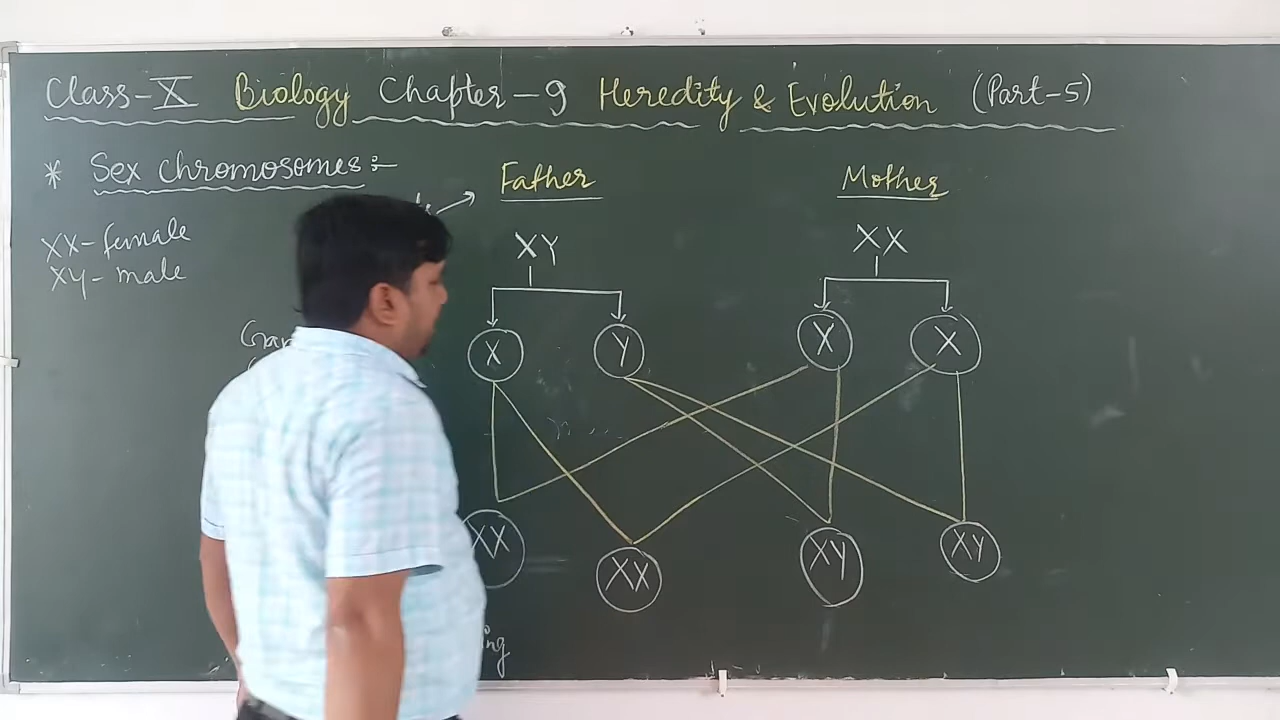 Class-X Biology Chapter-9 Heredity & Evolution (Part-5)
* Sex chromosomes:-
XX- female
XY- male
Father
Mother
XY
XX
X
Y
X
X
XX
XX
XY
XY